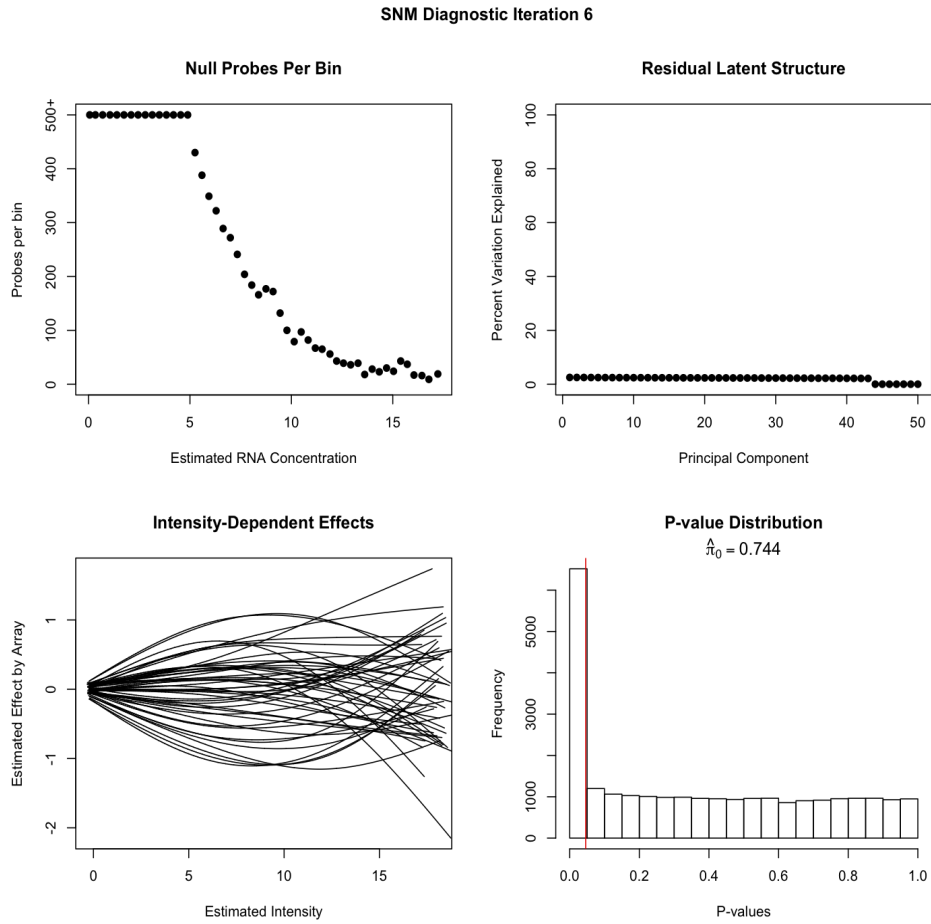 SNM Diagnostic Iteration 6
Null Probes Per Bin
Probes per bin
500+
400
300
200
100
0
0 5 10 15
Estimated RNA Concentration
Residual Latent Structure
Percent Variation Explained
100
80
60
40
20
0
0 10 20 30 40 50
Principal Component
Intensity-Dependent Effects
Estimated Effect by Array
1
0
-1
-2
0 5 10 15
Estimated Intensity
P-value Distribution
π̂₀ = 0.744
Frequency
5000
3000
1000
0
0.0 0.2 0.4 0.6 0.8 1.0
P-values